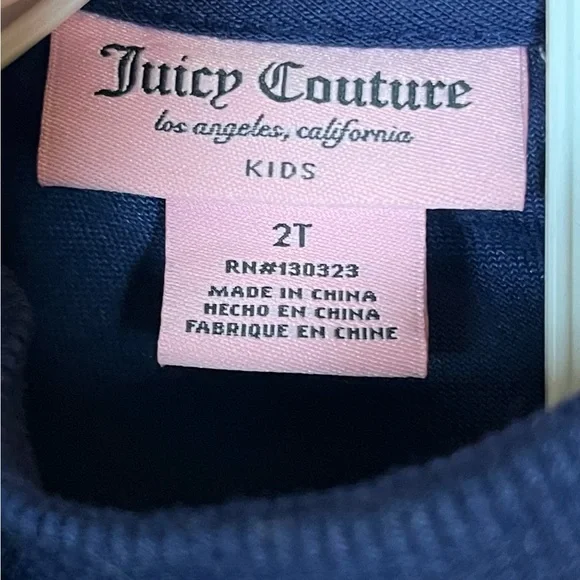 Juicy Couture
los angeles, california
KIDS
2T
RN#130323
MADE IN CHINA
HECHO EN CHINA
FABRIQUE EN CHINE